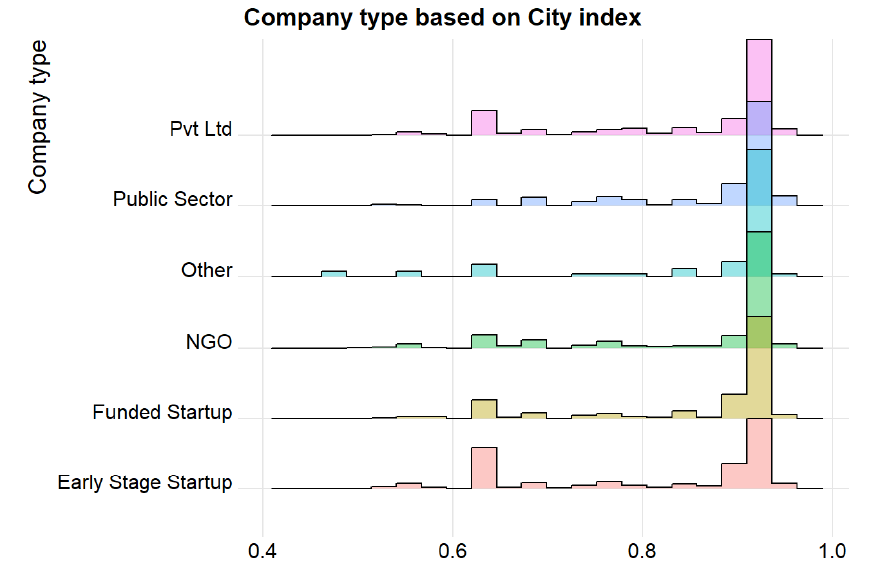 Company type based on City index
Company type
Pvt Ltd
Public Sector
Other
NGO
Funded Startup
Early Stage Startup
0.4 0.6 0.8 1.0